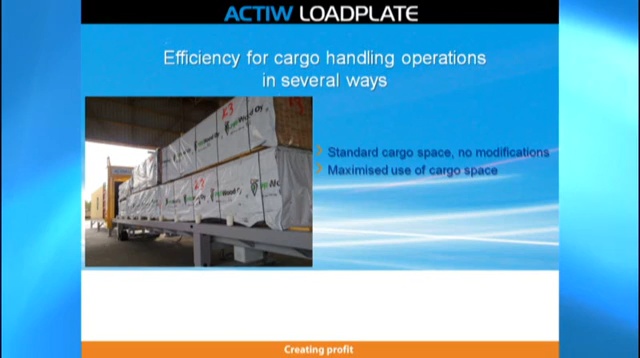 ACTIW LOADPLATE
Efficiency for cargo handling operations
in several ways
Standard cargo space, no modifications
Maximised use of cargo space
Creating profit